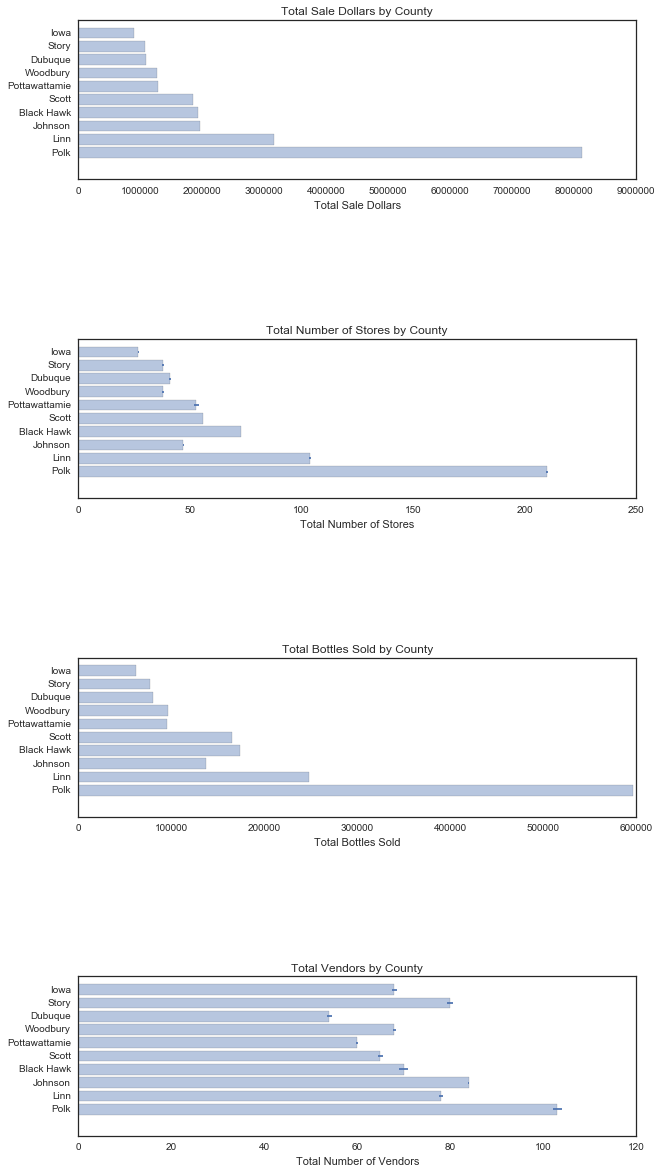 Total Sale Dollars by County
Iowa
Story
Dubuque
Woodbury
Pottawattamie
Scott
Black Hawk
Johnson
Linn
Polk
0 1000000 2000000 3000000 4000000 5000000 6000000 7000000 8000000 9000000
Total Sale Dollars
Total Number of Stores by County
Iowa
Story
Dubuque
Woodbury
Pottawattamie
Scott
Black Hawk
Johnson
Linn
Polk
0 50 100 150 200 250
Total Number of Stores
Total Bottles Sold by County
Iowa
Story
Dubuque
Woodbury
Pottawattamie
Scott
Black Hawk
Johnson
Linn
Polk
0 100000 200000 300000 400000 500000 600000
Total Bottles Sold
Total Vendors by County
Iowa
Story
Dubuque
Woodbury
Pottawattamie
Scott
Black Hawk
Johnson
Linn
Polk
0 20 40 60 80 100 120
Total Number of Vendors